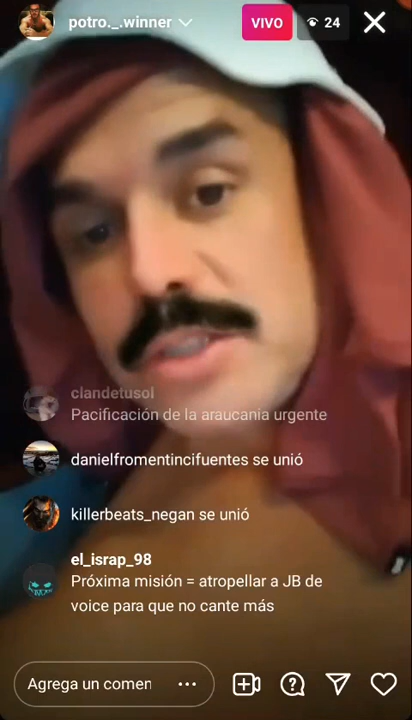 potro._.winner
VIVO
24
clandetusol
Pacificación de la araucania urgente
danielfromentincifuentes se unió
killerbeats_negan se unió
el_israp_98
Próxima misión = atropellar a JB de
voice para que no cante más
Agrega un comen